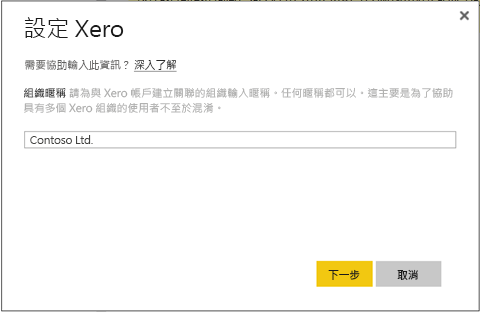 設定 Xero
需要協助輸入此資訊？ 深入了解
組織暱稱 請為與 Xero 帳戶建立關聯的組織輸入暱稱。任何暱稱都可以。這主要是為了協助
具有多個 Xero 組織的使用者不至於混淆。
Contoso Ltd.
下一步 取消